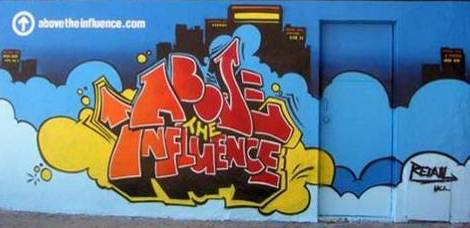 abovetheinfluence.com
ABOVE
THE
INFLUENCE
RETAIL